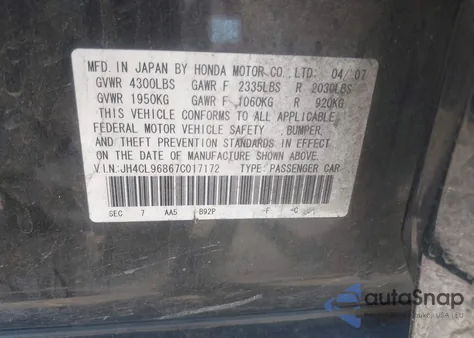 MFD. IN JAPAN BY HONDA MOTOR CO., LTD. 04/07
GVWR 4300LBS GAWR F 2335LBS R 2030LBS
GVWR 1950KG GAWR F 1060KG R 920KG
THIS VEHICLE CONFORMS TO ALL APPLICABLE
FEDERAL MOTOR VEHICLE SAFETY, BUMPER,
AND THEFT PREVENTION STANDARDS IN
EFFECT ON THE DATE OF MANUFACTURE SHOWN ABOVE.
V.I.N.:JH4CL96867C017172 TYPE: PASSENGER CAR
SEC 7 AA5 B92P -F -C
autoSnap